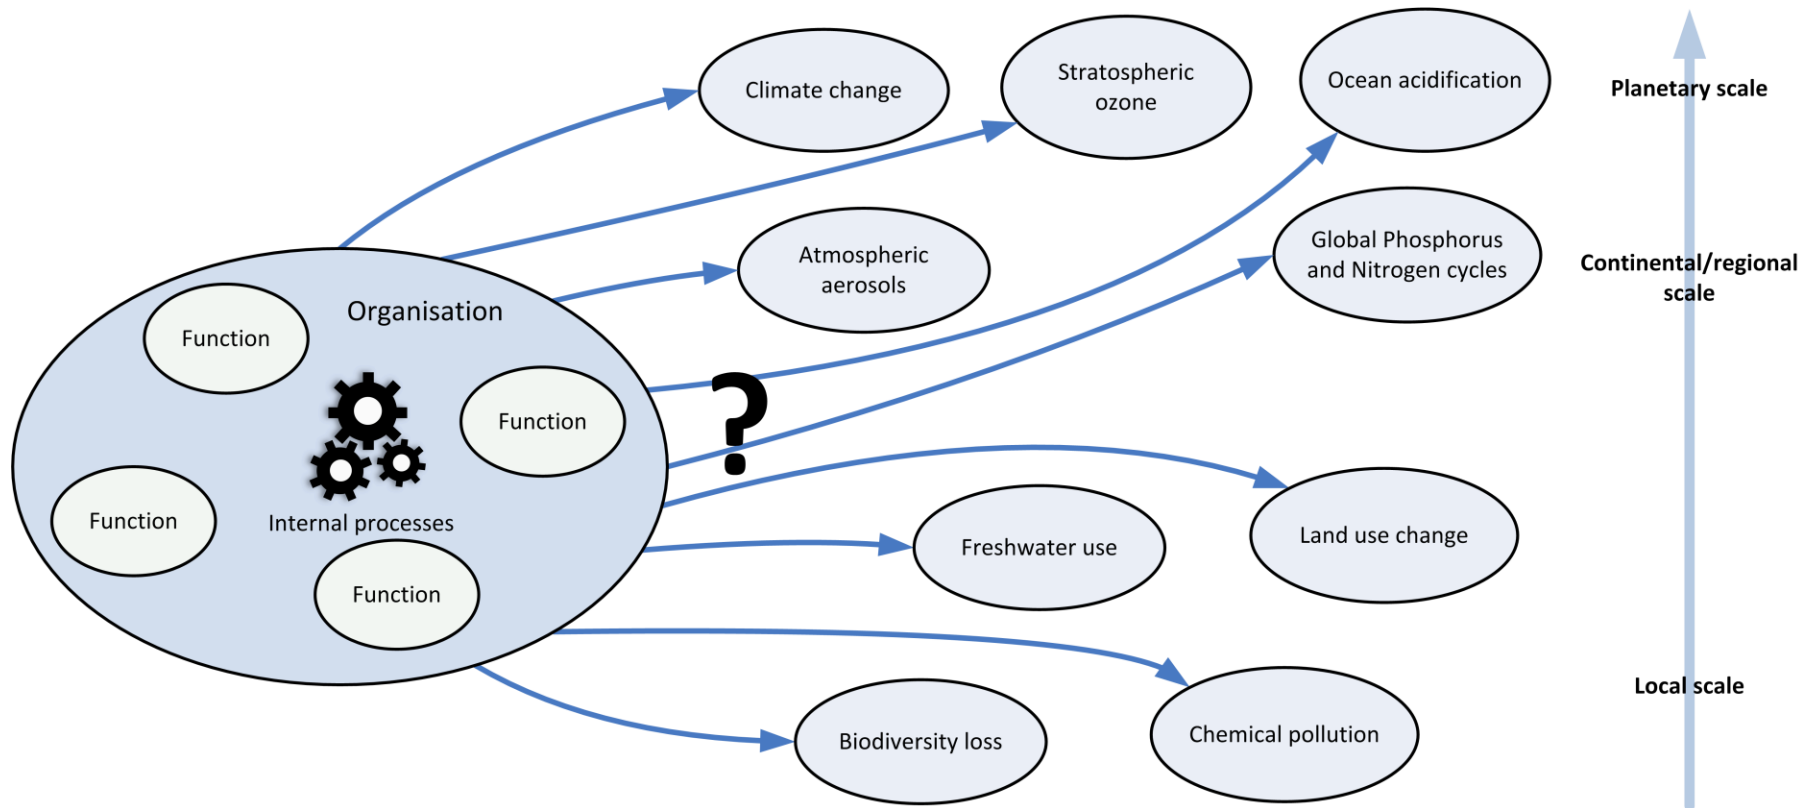 Climate change
Stratospheric
ozone
Ocean acidification
Planetary scale
Atmospheric
aerosols
Global Phosphorus
and Nitrogen cycles
Continental/regional
scale
Organisation
Function
Function
Function
Internal processes
Function
?
Freshwater use
Land use change
Local scale
Biodiversity loss
Chemical pollution